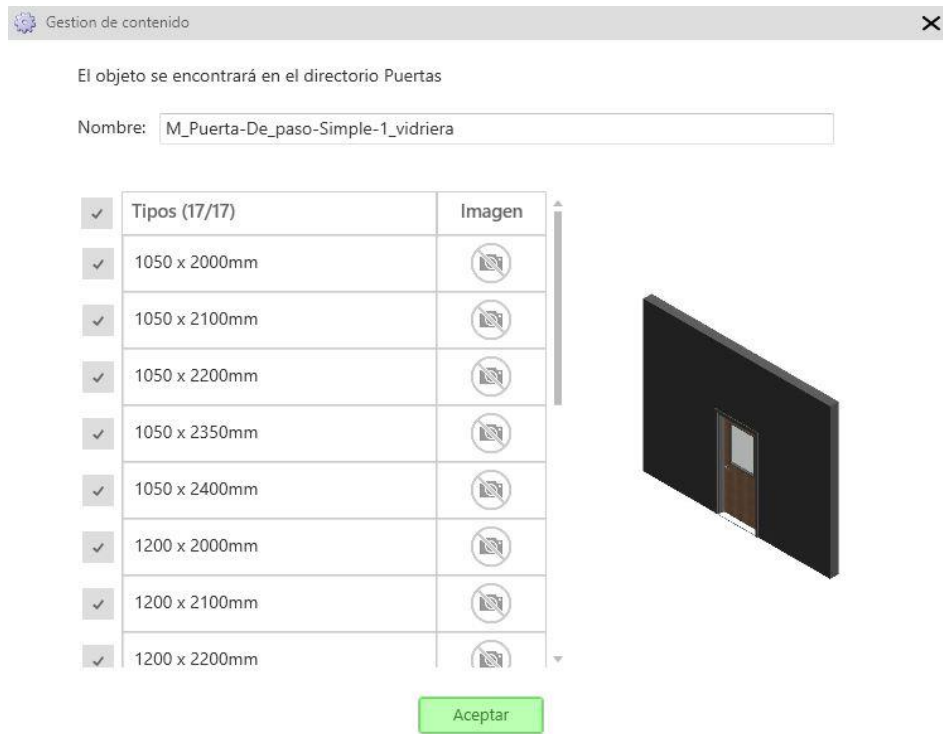 Gestion de contenido
El objeto se encontrará en el directorio Puertas
Nombre: M_Puerta-De_paso-Simple-1_vidriera
Tipos (17/17) Imagen
1050 x 2000mm
1050 x 2100mm
1050 x 2200mm
1050 x 2350mm
1050 x 2400mm
1200 x 2000mm
1200 x 2100mm
1200 x 2200mm
Aceptar